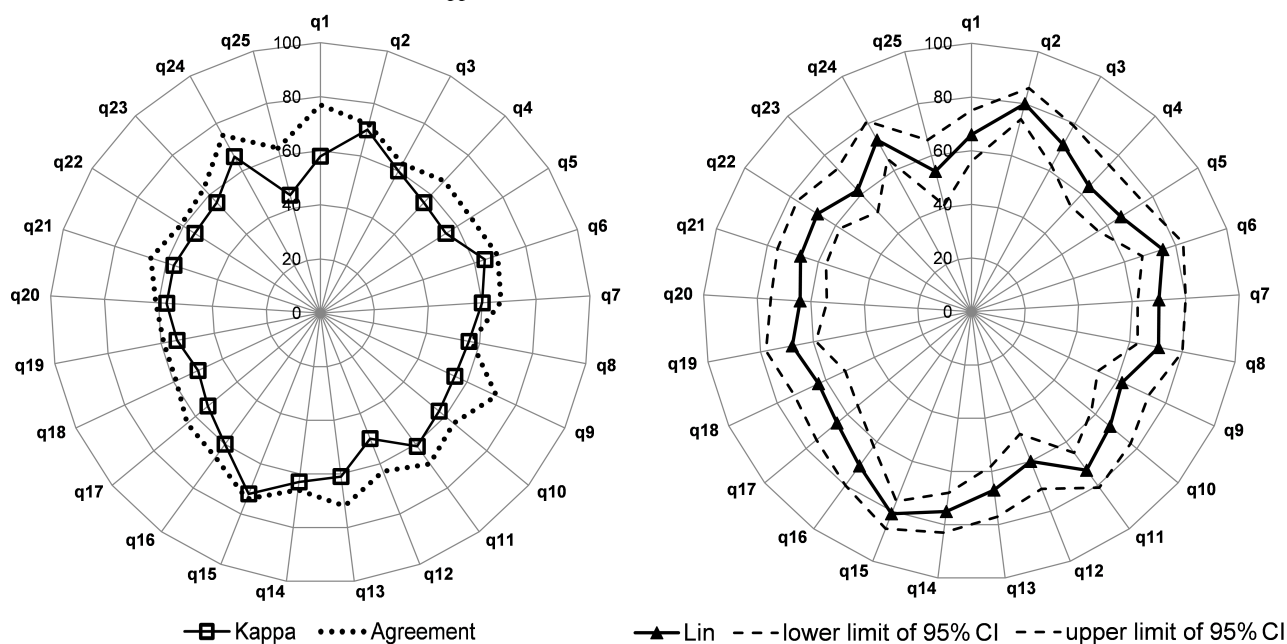 q1
q2
q3
q4
q5
q6
q7
q8
q9
q10
q11
q12
q13
q14
q15
q16
q17
q18
q19
q20
q21
q22
q23
q24
q25
100
80
60
40
20
0
Kappa Agreement
q1
q2
q3
q4
q5
q6
q7
q8
q9
q10
q11
q12
q13
q14
q15
q16
q17
q18
q19
q20
q21
q22
q23
q24
q25
100
80
60
40
20
0
Lin lower limit of 95% CI upper limit of 95% CI